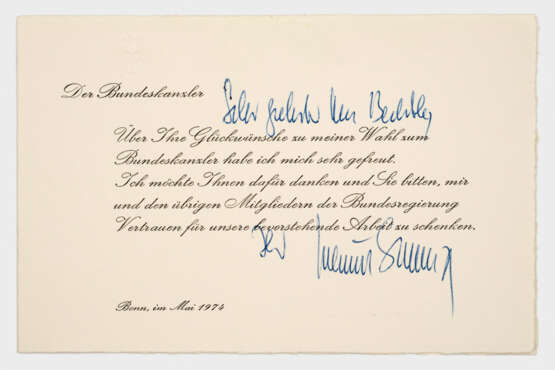 Der Bundeskanzler
Sehr geehrter Herr
Über Ihre Glückwünsche zu meiner Wahl zum
Bundeskanzler habe ich mich sehr gefreut.
Ich möchte Ihnen dafür danken und Sie bitten, mir
und den übrigen Mitgliedern der Bundesregierung
Vertrauen für unsere bevorstehende Arbeit zu schenken.
Ihr Helmut Schmidt
Bonn, im Mai 1974